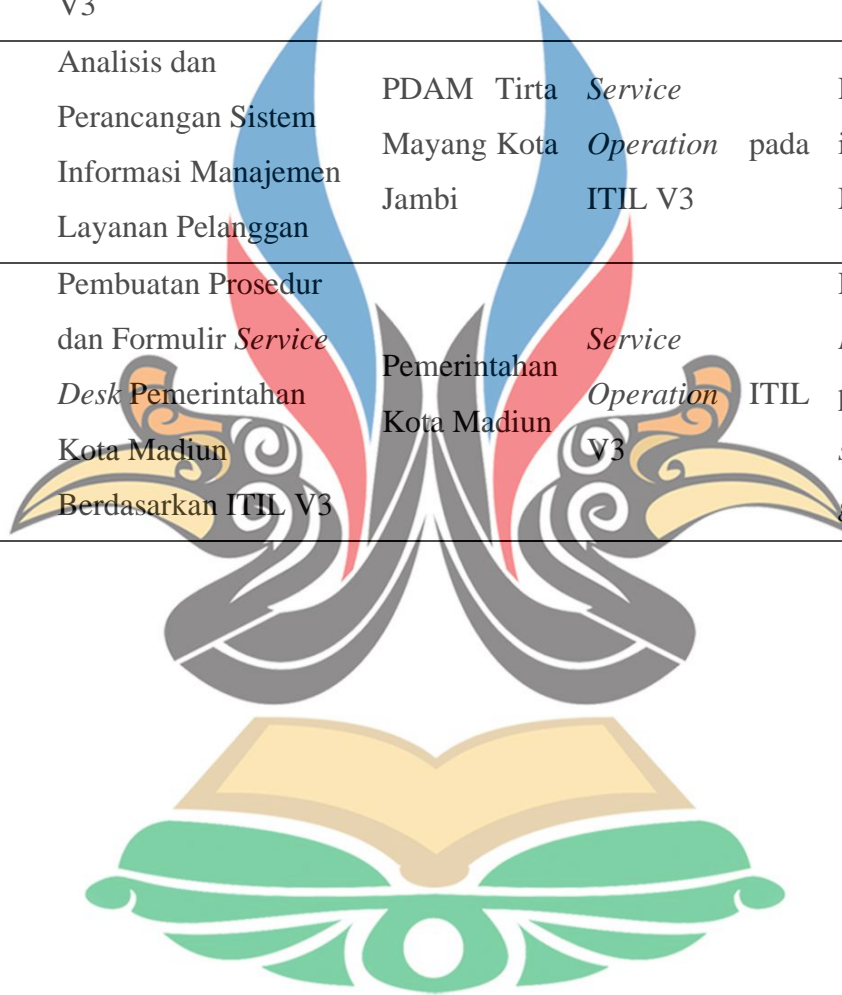 V3
Analisis dan
Perancangan Sistem
Informasi Manajemen
Layanan Pelanggan
PDAM Tirta
Mayang Kota
Jambi
Service
Operation pada
ITIL V3
Pembuatan Prosedur
dan Formulir Service
Desk Pemerintahan
Kota Madiun
Berdasarkan ITIL V3
Pemerintahan
Kota Madiun
Service
Operation ITIL
V3